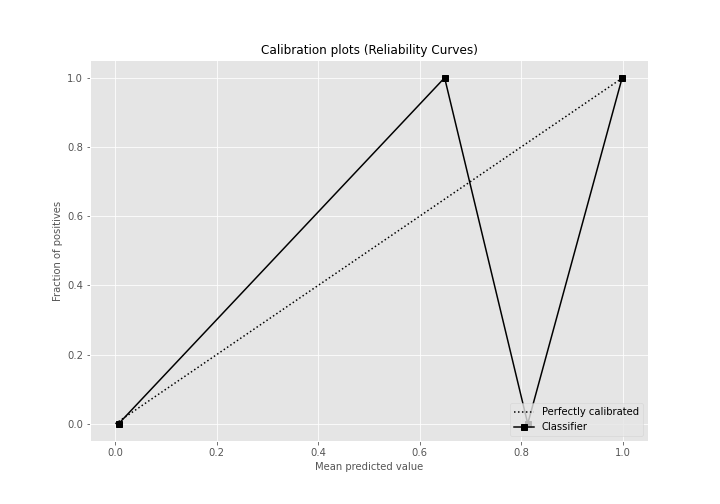 Calibration plots (Reliability Curves)
Fraction of positives
1.0
0.8
0.6
0.4
0.2
0.0
Perfectly calibrated
Classifier
0.0 0.2 0.4 0.6 0.8 1.0
Mean predicted value